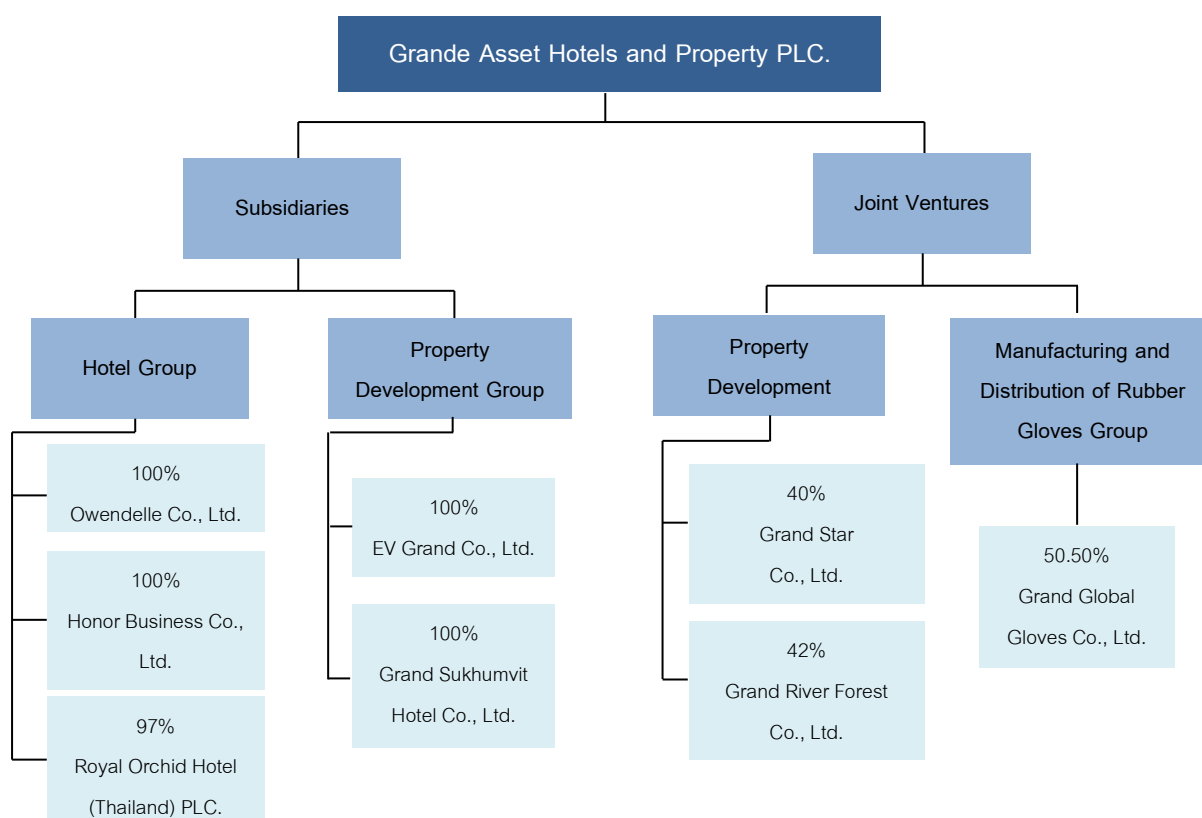 Grande Asset Hotels and Property PLC.
Subsidiaries
Joint Ventures
Hotel Group
Property
Development Group
Property
Development
Manufacturing and
Distribution of Rubber
Gloves Group
100%
Owendelle Co., Ltd.
100%
Honor Business Co.,
Ltd.
97%
Royal Orchid Hotel
(Thailand) PLC.
100%
EV Grand Co., Ltd.
100%
Grand Sukhumvit
Hotel Co., Ltd.
40%
Grand Star
Co., Ltd.
42%
Grand River Forest
Co., Ltd.
50.50%
Grand Global
Gloves Co., Ltd.